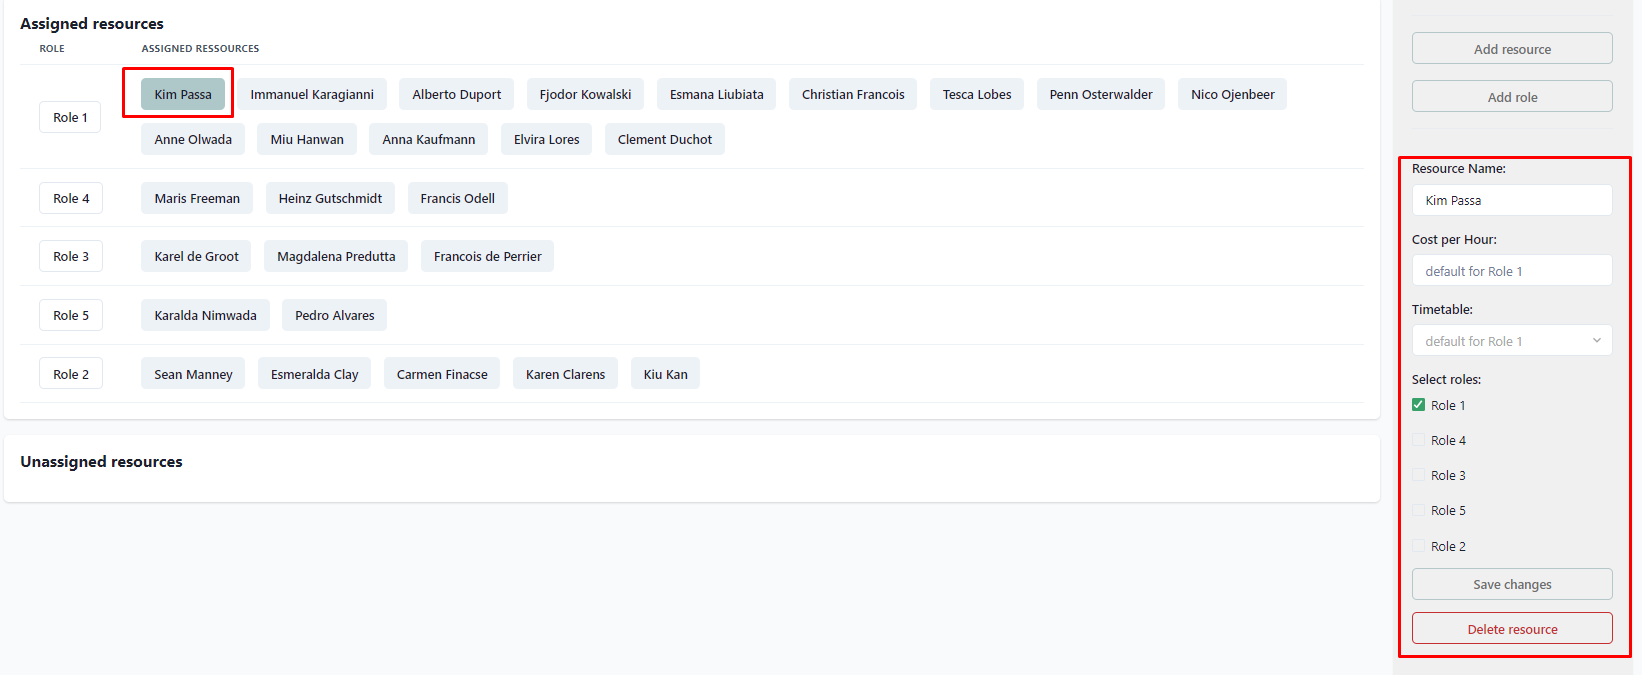 Assigned resources
ROLE ASSIGNED RESSOURCES
Role 1
Kim Passa Immanuel Karagianni Alberto Duport Fjodor Kowalski Esmana Liubiata Christian Francois Tesca Lobes Penn Osterwalder Nico Ojenbeer
Anne Olwada Miu Hanwan Anna Kaufmann Elvira Lores Clement Duchot
Role 4 Maris Freeman Heinz Gutschmidt Francis Odell
Role 3 Karel de Groot Magdalena Predutta Francois de Perrier
Role 5 Karalda Nimwada Pedro Alvares
Role 2 Sean Manney Esmeralda Clay Carmen Finacse Karen Clarens Kiu Kan
Unassigned resources
Add resource
Add role
Resource Name:
Kim Passa
Cost per Hour:
default for Role 1
Timetable:
default for Role 1
Select roles:
Role 1
Role 4
Role 3
Role 5
Role 2
Save changes
Delete resource